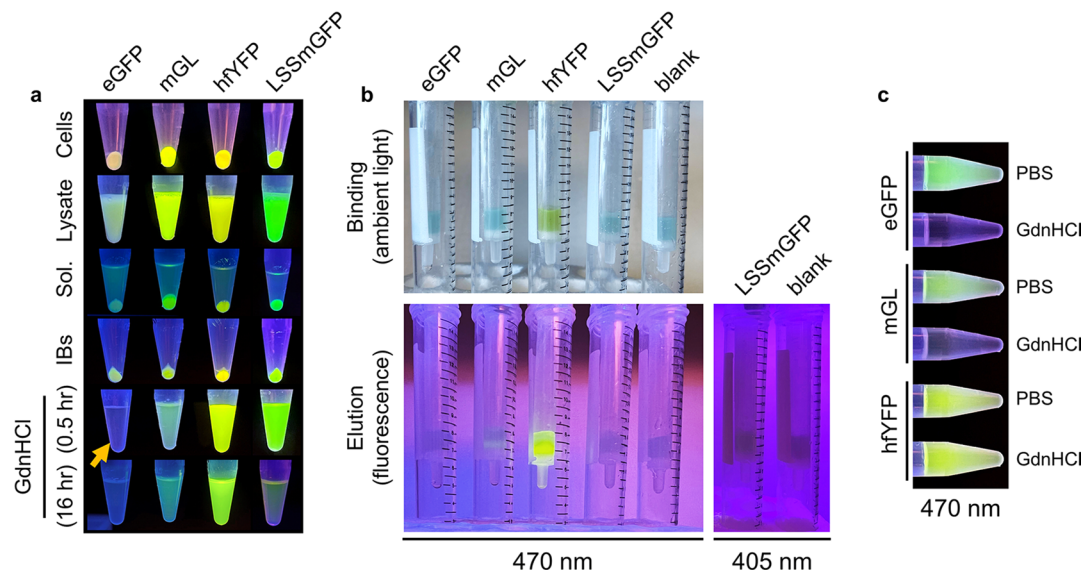 a
eGFP
mGL
hfYFP
LSSmGFP
Cells
Lysate
Sol.
IBs
GdnHCl
(0.5 hr)
(16 hr)
b
eGFP
mGL
hfYFP
LSSmGFP
blank
Binding
(ambient light)
Elution
(fluorescence)
LSSmGFP
blank
470 nm
405 nm
c
eGFP
PBS
GdnHCl
mGL
PBS
GdnHCl
hfYFP
PBS
GdnHCl
470 nm